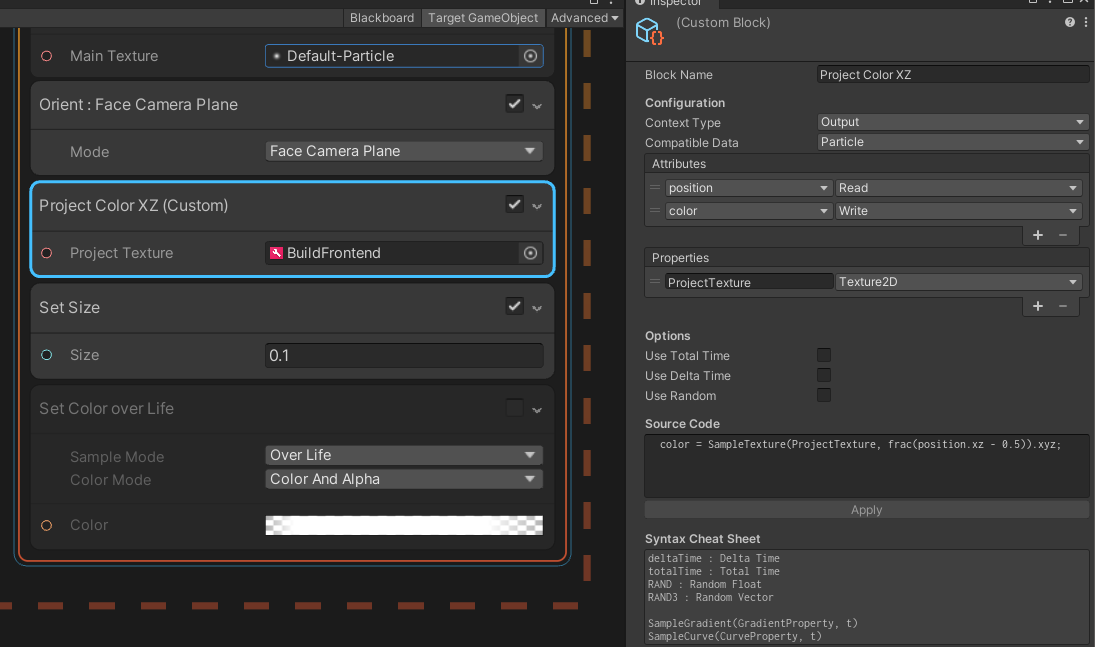 Blackboard
Target GameObject
Advanced
Inspector
Main Texture
Default-Particle
Orient : Face Camera Plane
Mode
Face Camera Plane
Project Color XZ (Custom)
Project Texture
BuildFrontend
Set Size
Size
0.1
Set Color over Life
Sample Mode
Over Life
Color Mode
Color And Alpha
Color
(Custom Block)
Block Name
Project Color XZ
Configuration
Context Type
Output
Compatible Data
Particle
Attributes
position
Read
color
Write
Properties
ProjectTexture
Texture2D
Options
Use Total Time
Use Delta Time
Use Random
Source Code
color = SampleTexture(ProjectTexture, frac(position.xz - 0.5)).xyz;
Apply
Syntax Cheat Sheet
deltaTime : Delta Time
totalTime : Total Time
RAND : Random Float
RAND3 : Random Vector
SampleGradient(GradientProperty, t)
SampleCurve(CurveProperty, t)